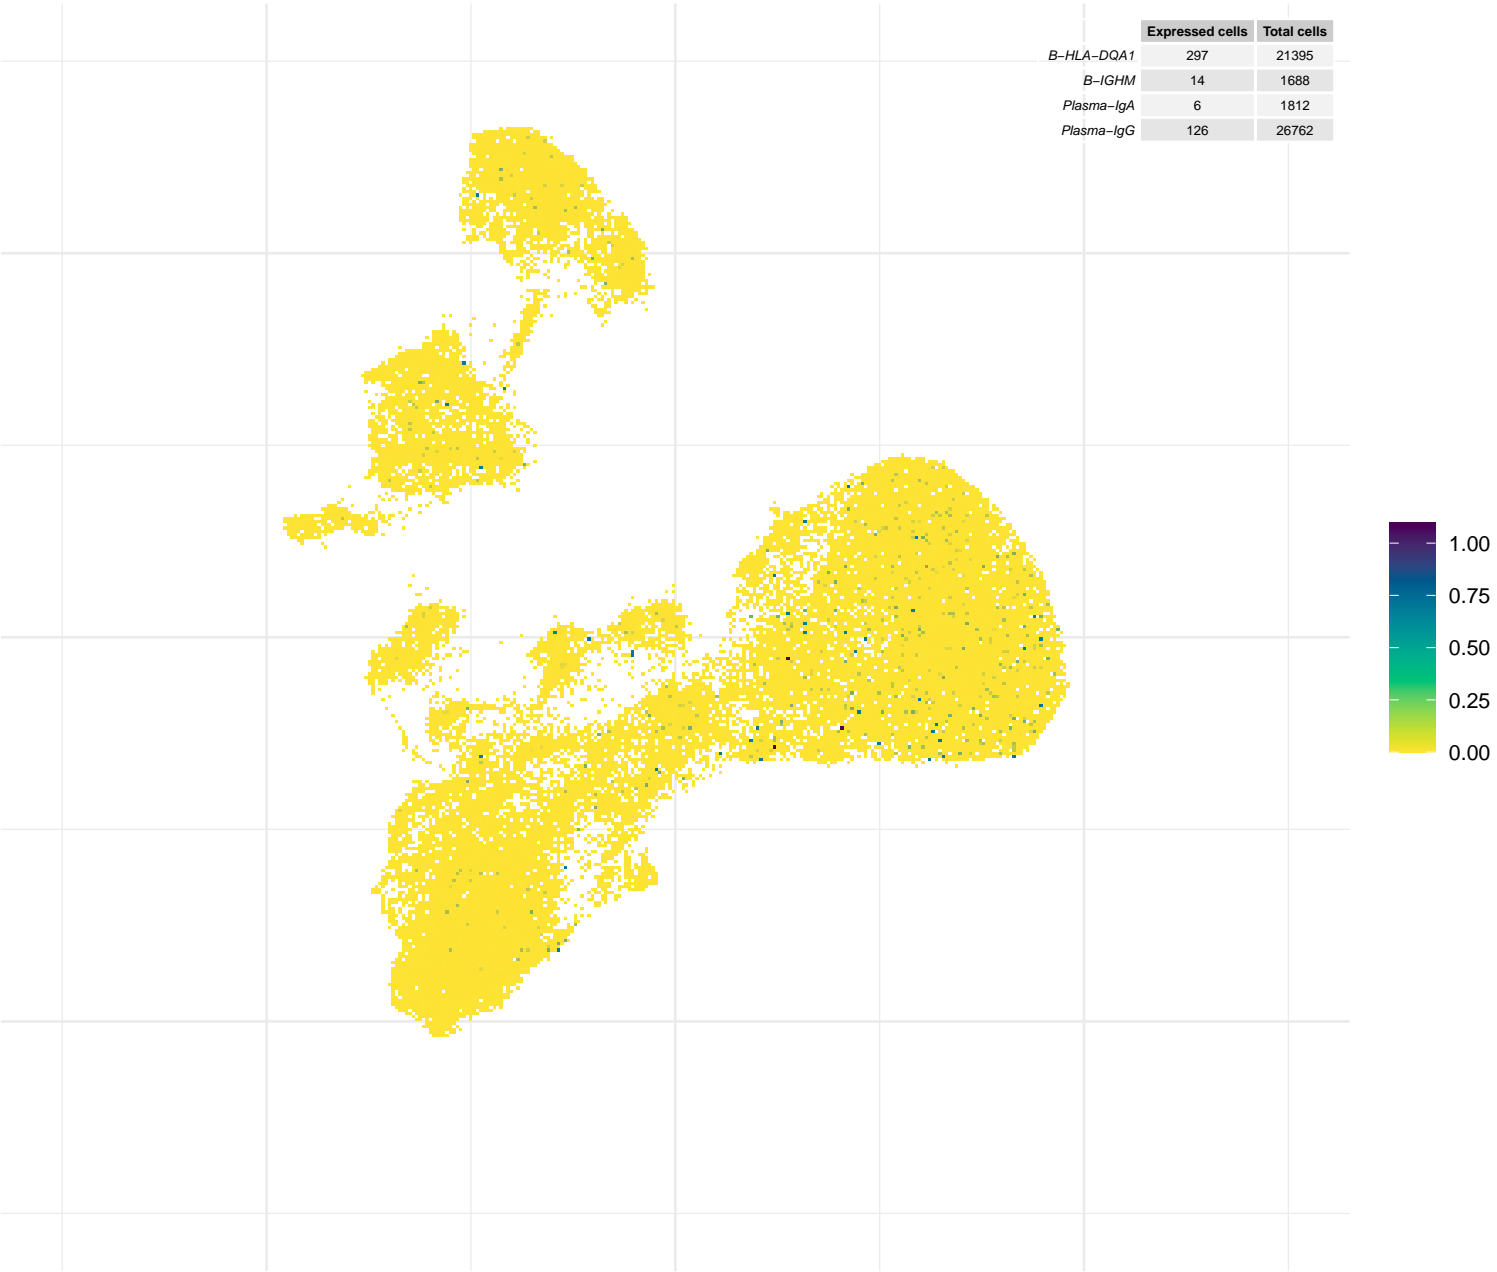 Expressed cells Total cells
B−HLA−DQA1 297 21395
B−IGHM 14 1688
Plasma−IgA 6 1812
Plasma−IgG 126 26762
1.00
0.75
0.50
0.25
0.00